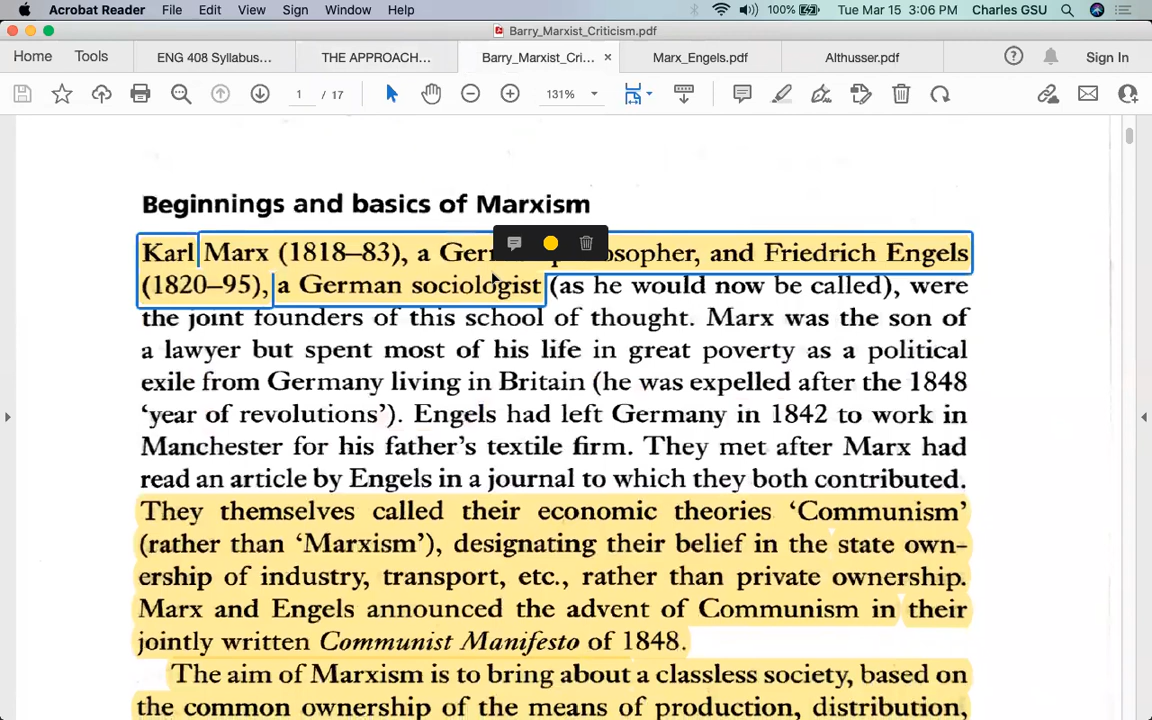 Acrobat Reader File Edit View Sign Window Help 100% Tue Mar 15 3:06 PM Charles GSU
Barry_Marxist_Criticism.pdf
Home Tools ENG 408 Syllabus... THE APPROACH... Barry_Marxist_Cri... × Marx_Engels.pdf Althusser.pdf Sign In
1 / 17 131%
Beginnings and basics of Marxism
Karl Marx (1818–83), a German philosopher, and Friedrich Engels
(1820–95), a German sociologist (as he would now be called), were
the joint founders of this school of thought. Marx was the son of
a lawyer but spent most of his life in great poverty as a political
exile from Germany living in Britain (he was expelled after the 1848
‘year of revolutions’). Engels had left Germany in 1842 to work in
Manchester for his father’s textile firm. They met after Marx had
read an article by Engels in a journal to which they both contributed.
They themselves called their economic theories ‘Communism’
(rather than ‘Marxism’), designating their belief in the state own-
ership of industry, transport, etc., rather than private ownership.
Marx and Engels announced the advent of Communism in their
jointly written Communist Manifesto of 1848.
The aim of Marxism is to bring about a classless society, based on
the common ownership of the means of production, distribution,